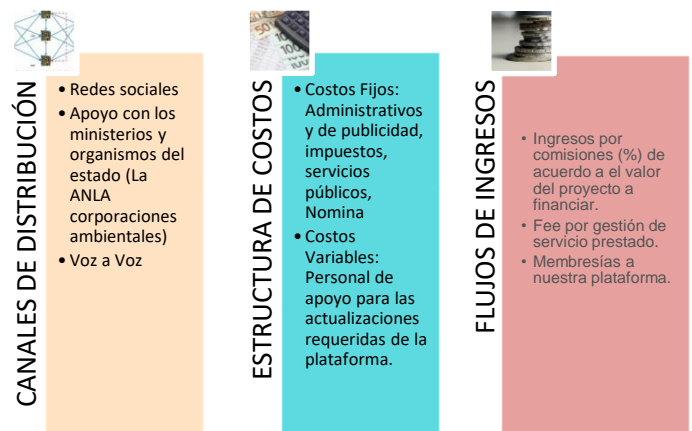 CANALES DE DISTRIBUCIÓN
• Redes sociales
• Apoyo con los
ministerios y
organismos del
estado (La
ANLA
corporaciones
ambientales)
• Voz a Voz
ESTRUCTURA DE COSTOS
• Costos Fijos:
Administrativos
y de publicidad,
impuestos,
servicios
públicos,
Nomina
• Costos
Variables:
Personal de
apoyo para las
actualizaciones
requeridas de la
plataforma.
FLUJOS DE INGRESOS
• Ingresos por
comisiones (%) de
acuerdo a el valor
del proyecto a
financiar.
• Fee por gestión de
servicio prestado.
• Membresías a
nuestra plataforma.